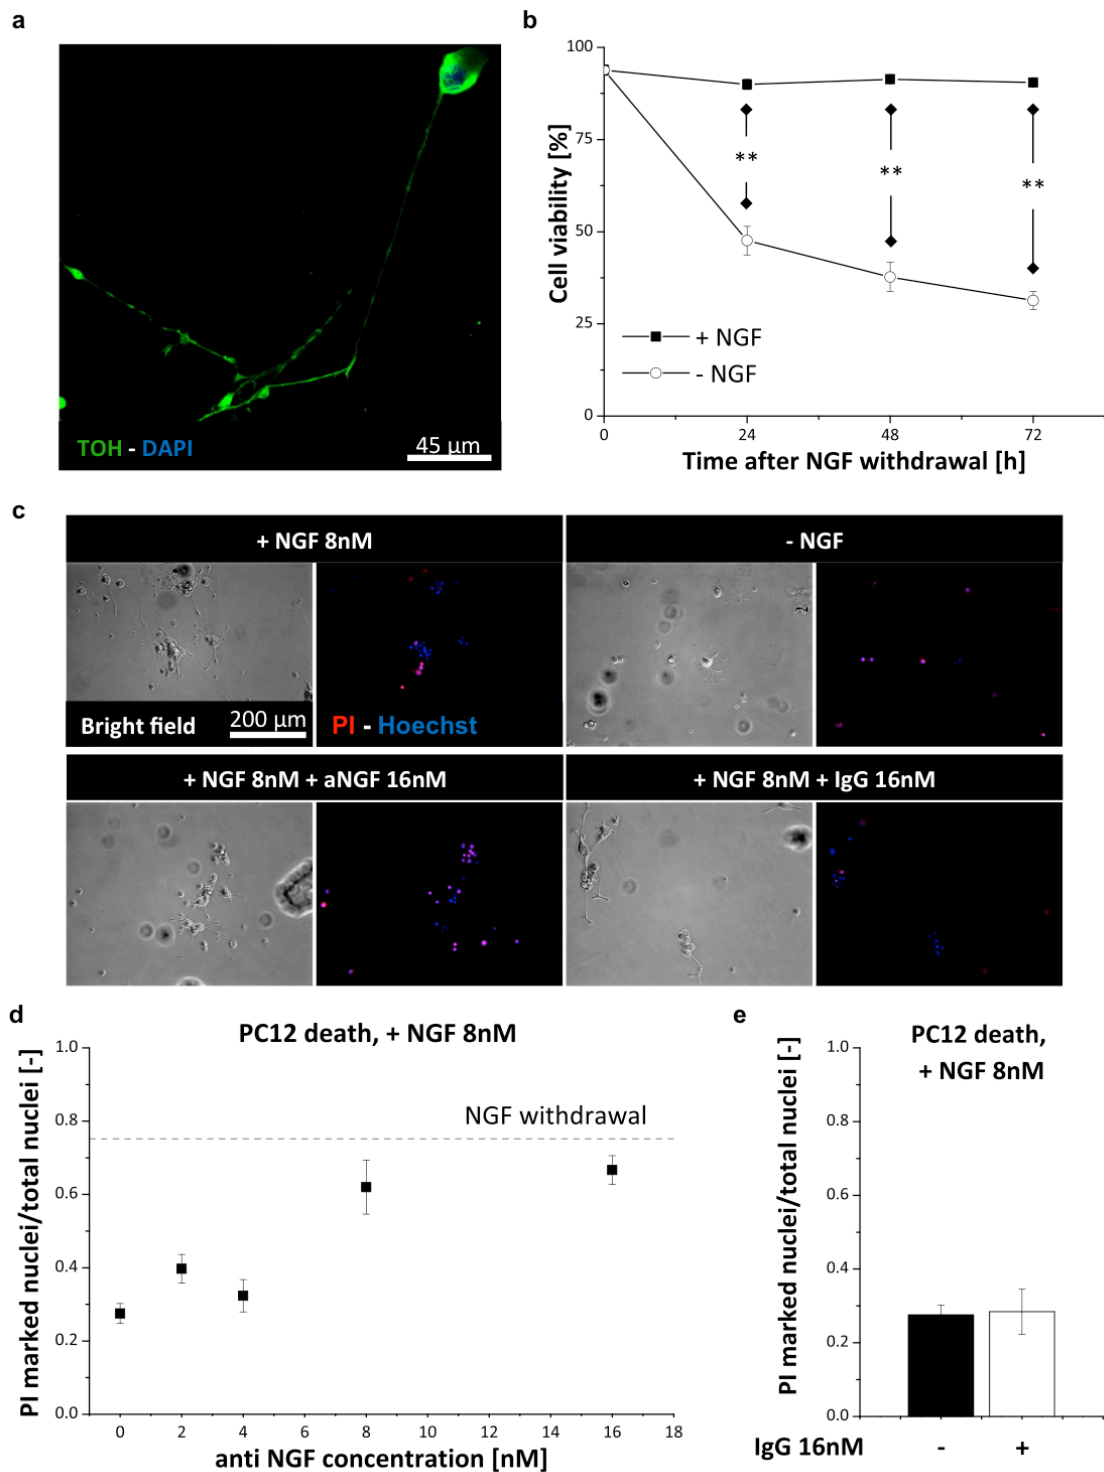 a
TOH - DAPI
45 µm
b
Cell viability [%]
100
75
50
25
0
**
**
**
+ NGF
- NGF
0 24 48 72
Time after NGF withdrawal [h]
c
+ NGF 8nM
- NGF
Bright field
200 µm
PI - Hoechst
+ NGF 8nM + aNGF 16nM
+ NGF 8nM + IgG 16nM
d
PC12 death, + NGF 8nM
PI marked nuclei/total nuclei [-]
1.0
0.8
0.6
0.4
0.2
0.0
NGF withdrawal
0 2 4 6 8 10 12 14 16 18
anti NGF concentration [nM]
e
PC12 death,
+ NGF 8nM
PI marked nuclei/total nuclei [-]
1.0
0.8
0.6
0.4
0.2
0.0
IgG 16nM - +